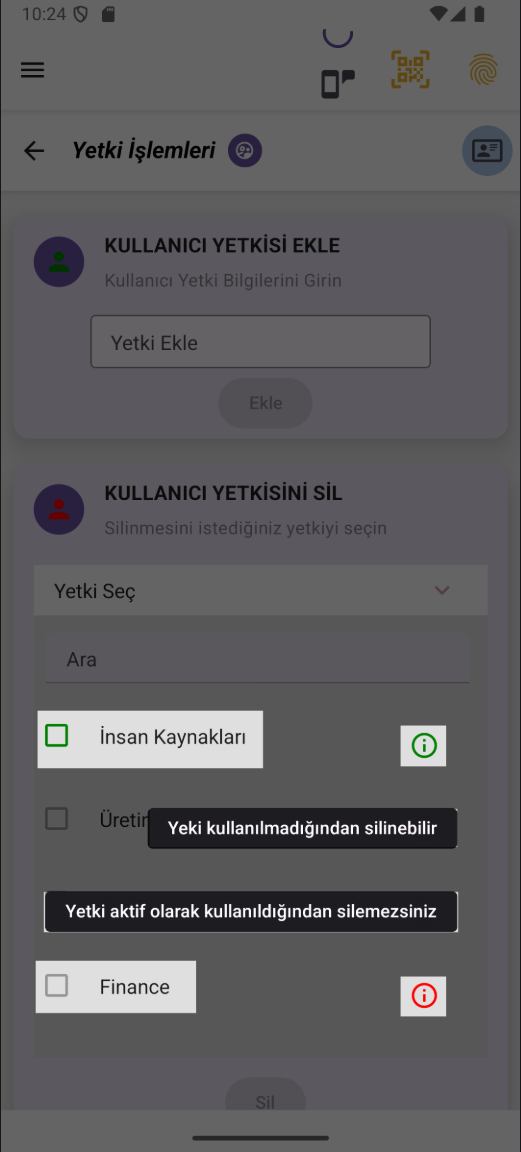 10:24
Yetki İşlemleri
KULLANICI YETKİSİ EKLE
Kullanıcı Yetki Bilgilerini Girin
Yetki Ekle
Ekle
KULLANICI YETKİSİNİ SİL
Silinmesini istediğiniz yetkiyi seçin
Yetki Seç
Ara
İnsan Kaynakları
Yeki kullanılmadığından silinebilir
Yetki aktif olarak kullanıldığından silemezsiniz
Finance
Sil